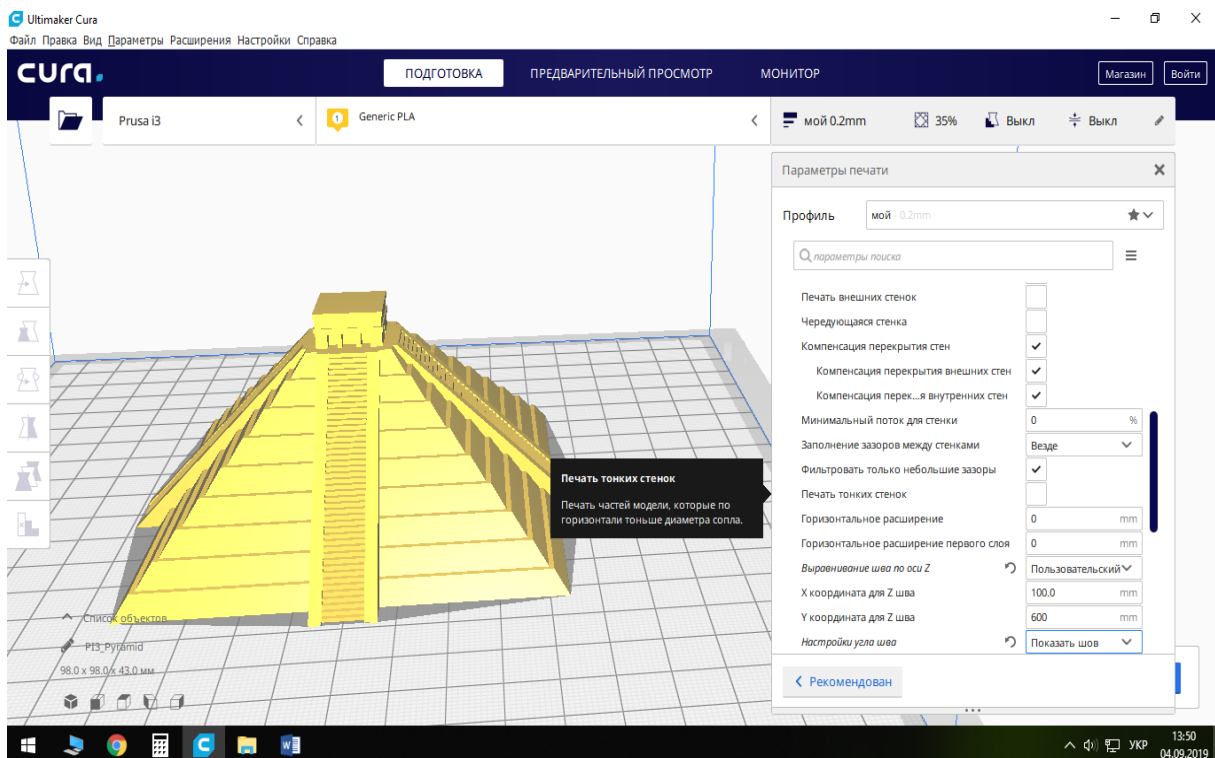 Ultimaker Cura
Файл Правка Вид Параметры Расширения Настройки Справка
cura.
ПОДГОТОВКА
ПРЕДВАРИТЕЛЬНЫЙ ПРОСМОТР
МОНИТОР
Магазин
Войти
Prusa i3
1
Generic PLA
мой 0.2mm
35%
Выкл
Выкл
Параметры печати
Профиль
мой - 0.2mm
параметры поиска
Печать внешних стенок
Чередующаяся стенка
Компенсация перекрытия стен
Компенсация перекрытия внешних стен
Компенсация перек...я внутренних стен
Минимальный поток для стенки 0 %
Заполнение зазоров между стенками Везде
Фильтровать только небольшие зазоры
Печать тонких стенок
Горизонтальное расширение 0 mm
Горизонтальное расширение первого слоя 0 mm
Выравнивание шва по оси Z Пользовательский
X координата для Z шва 100.0 mm
Y координата для Z шва 600 mm
Настройки угла шва Показать шов
Рекомендован
Печать тонких стенок
Печать частей модели, которые по
горизонтали тоньше диаметра сопла.
Список объектов
PI3_Pyramid
98.0 x 98.0 x 43.0 мм
УКР
13:50
04.09.2019